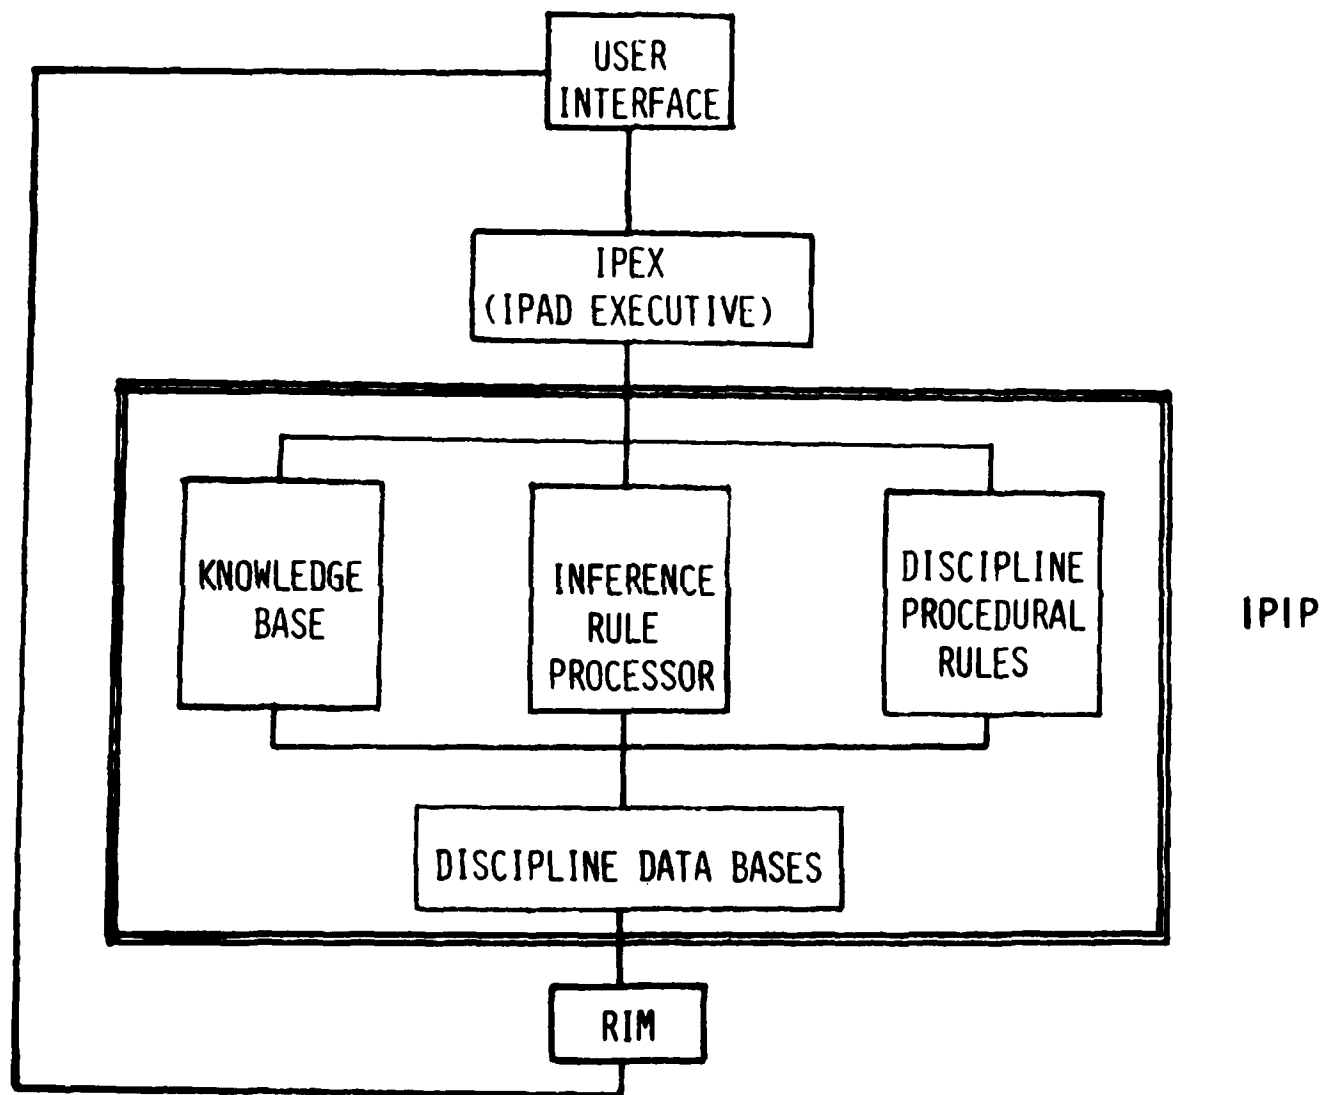 USER
INTERFACE
IPEX
(IPAD EXECUTIVE)
KNOWLEDGE
BASE
INFERENCE
RULE
PROCESSOR
DISCIPLINE
PROCEDURAL
RULES
IPIP
DISCIPLINE DATA BASES
RIM